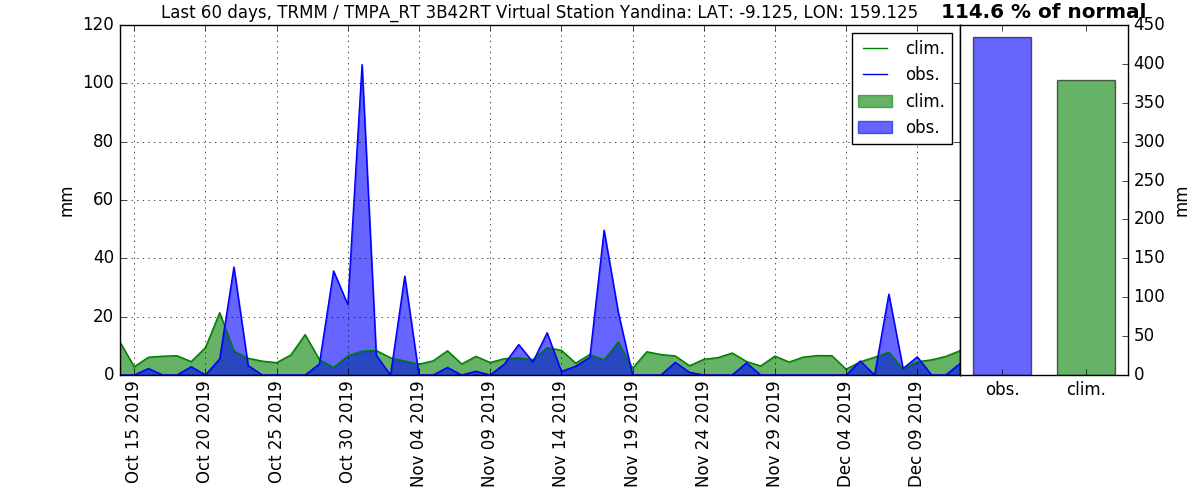 Last 60 days, TRMM / TMPA_RT 3B42RT Virtual Station Yandina: LAT: -9.125, LON: 159.125
114.6 % of normal
120
100
80
60
40
20
0
mm
clim.
obs.
clim.
obs.
450
400
350
300
250
200
150
100
50
0
mm
Oct 15 2019
Oct 20 2019
Oct 25 2019
Oct 30 2019
Nov 04 2019
Nov 09 2019
Nov 14 2019
Nov 19 2019
Nov 24 2019
Nov 29 2019
Dec 04 2019
Dec 09 2019
obs.
clim.